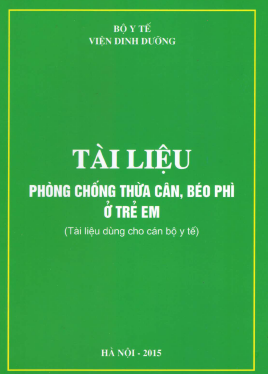 BỘ Y TẾ
VIỆN DINH DƯỠNG
TÀI LIỆU
PHÒNG CHỐNG THỪA CÂN, BÉO PHÌ
Ở TRẺ EM
(Tài liệu dùng cho cán bộ y tế)
HÀ NỘI - 2015